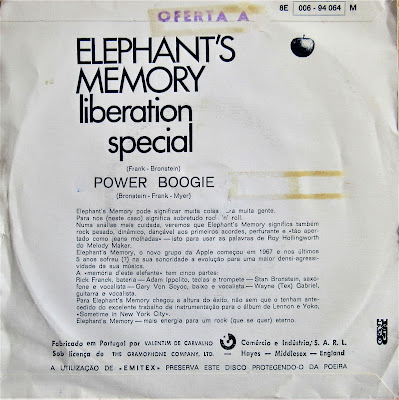 OFERTA A
8E 006 - 94 064 M
ELEPHANT'S
MEMORY
liberation
special
(Frank - Bronstein)
POWER BOOGIE
(Bronstein - Frank - Myer)
Elephant's Memory pode significar muita coisa para muita gente.
Para nós (neste caso) significa sobretudo rock 'n' roll.
Numa análise mais cuidada, veremos que Elephant's Memory significa também
rock pesado, dinâmico, dançável aos primeiros acordes, perfurante e «tão aper-
tado como jeans molhadas» — isto para usar as palavras de Roy Hollingworth
do Melody Maker.
Elephant's Memory, o novo grupo da Apple começou em 1967 e nos últimos
5 anos sofreu (?) na sua sonoridade a evolução para uma maior densi-agressi-
vidade da sua música.
A «memória deste elefante» tem cinco partes:
Rick Franck, bateria — Adam Ippolito, teclas e trompete — Stan Bronstein, saxo-
fone e vocalista — Gary Von Soyoc, baixo e vocalista — Wayne (Tex) Gabriel,
guitarra e vocalista.
Para Elephant's Memory chegou a altura do êxito, não sem que o tenham ante-
cedido do excelente trabalho de instrumentação para o álbum de Lennon e Yoko,
«Sometime in New York City».
Elephant's Memory — mais energia para um rock (que se quer) eterno.
Fabricado em Portugal por VALENTIM DE CARVALHO Comércio e Indústria, S. A. R. L.
Sob licença de THE GRAMOPHONE COMPANY, LTD. — Hayes - Middlesex - England
A UTILIZAÇÃO DE «EMITEX» PRESERVA ESTE DISCO PROTEGENDO-O DA POEIRA